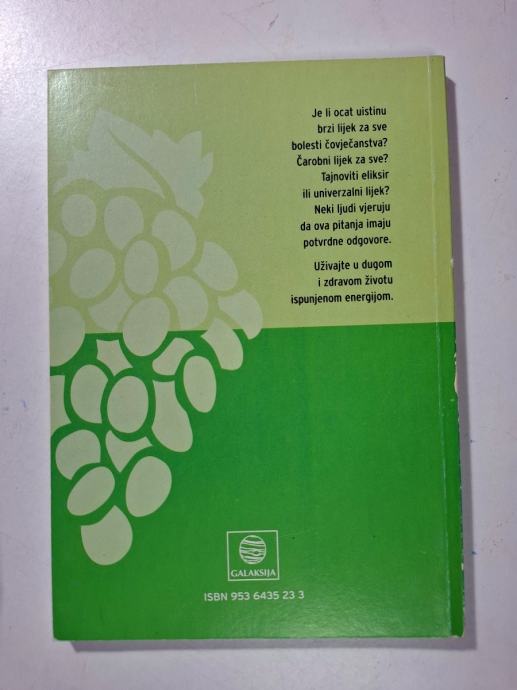 Je li ocat uistinu
brzi lijek za sve
bolesti čovječanstva?
Čarobni lijek za sve?
Tajnoviti eliksir
ili univerzalni lijek?
Neki ljudi vjeruju
da ova pitanja imaju
potvrdne odgovore.
Uživajte u dugom
i zdravom životu
ispunjenom energijom.
GALAKSIJA
ISBN 953 6435 23 3